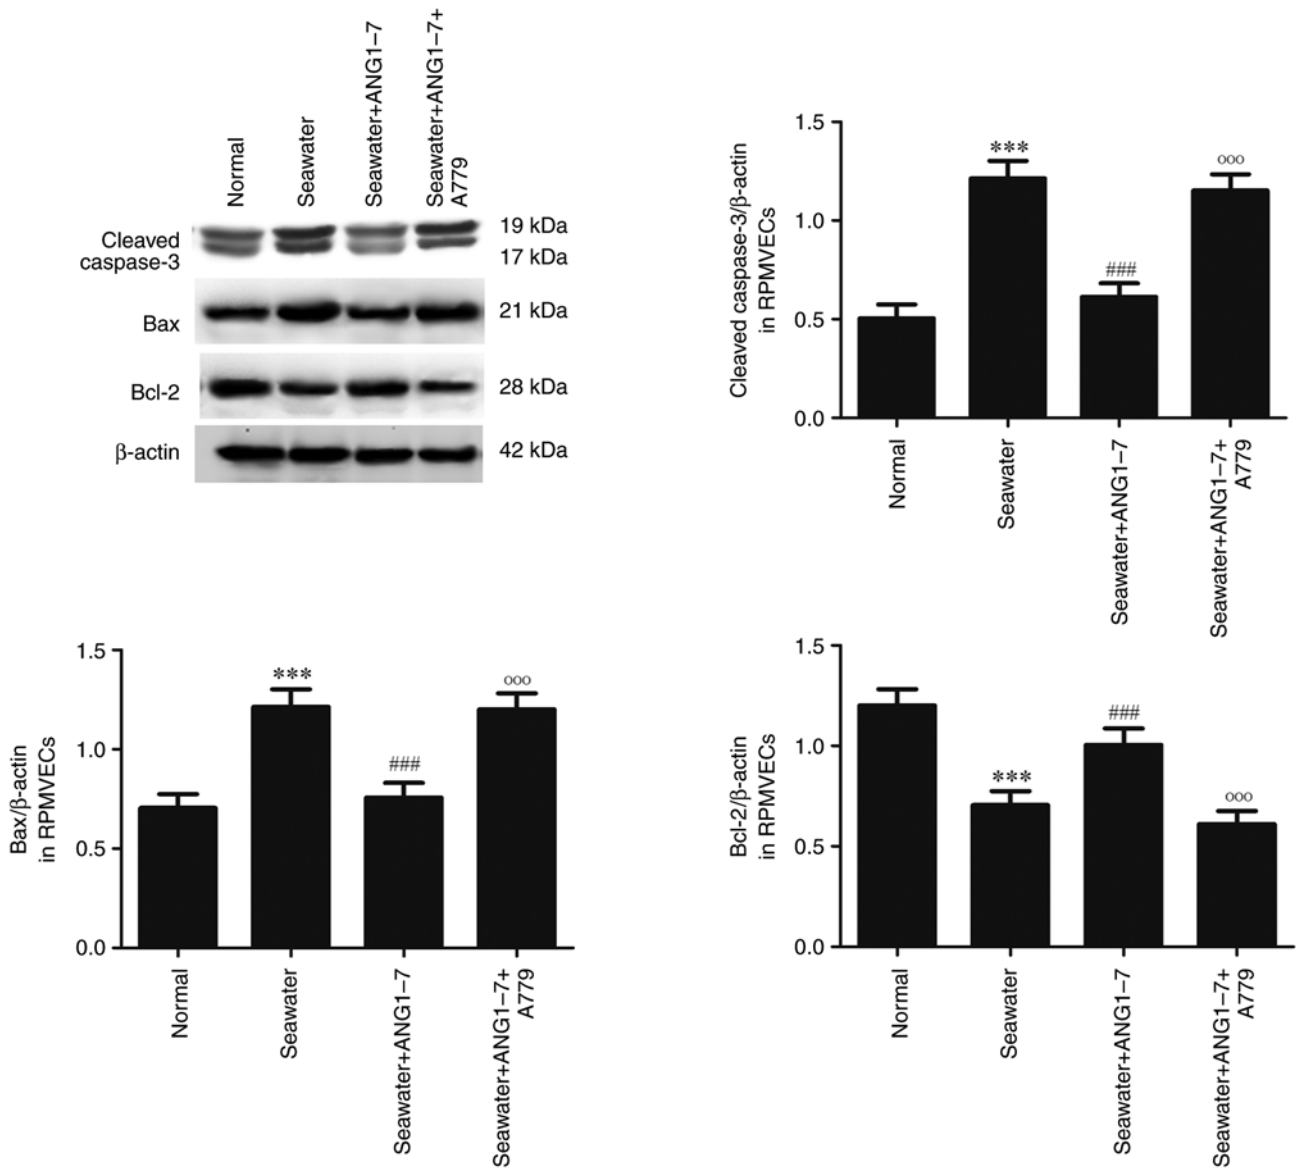 Normal
Seawater
Seawater+ANG1–7
Seawater+ANG1–7+
A779
Cleaved
caspase-3
19 kDa
17 kDa
Bax
21 kDa
Bcl-2
28 kDa
β-actin
42 kDa
Cleaved caspase-3/β-actin
in RPMVECs
1.5
1.0
0.5
0.0
***
###
ooo
Normal
Seawater
Seawater+ANG1–7
Seawater+ANG1–7+
A779
Bax/β-actin
in RPMVECs
1.5
1.0
0.5
0.0
***
###
ooo
Normal
Seawater
Seawater+ANG1–7
Seawater+ANG1–7+
A779
Bcl-2/β-actin
in RPMVECs
1.5
1.0
0.5
0.0
***
###
ooo
Normal
Seawater
Seawater+ANG1–7
Seawater+ANG1–7+
A779